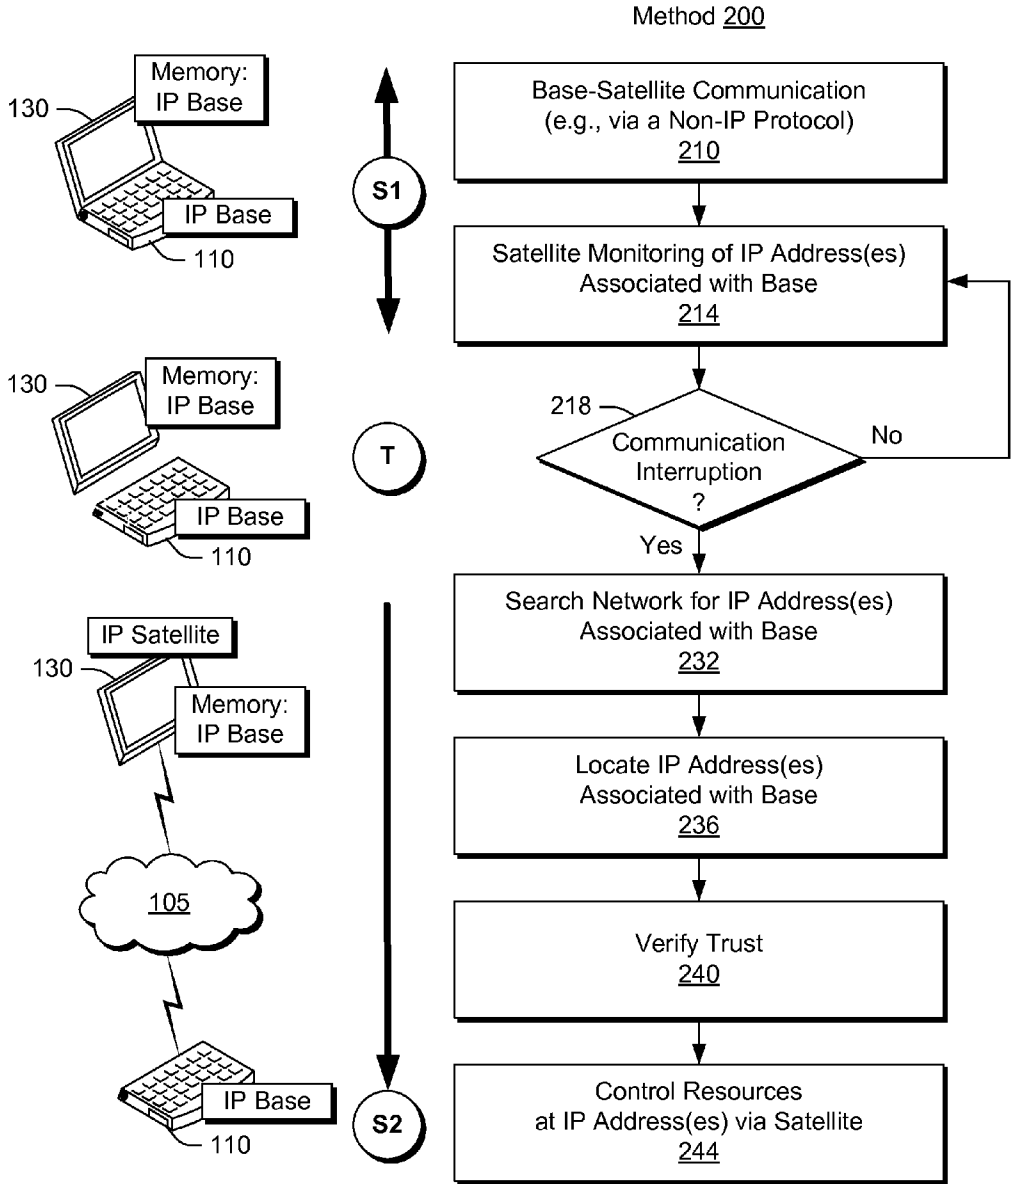 Method 200
Memory:
IP Base
130
IP Base
110
S1
Base-Satellite Communication
(e.g., via a Non-IP Protocol)
210
Satellite Monitoring of IP Address(es)
Associated with Base
214
130
Memory:
IP Base
IP Base
110
T
218
Communication
Interruption
?
No
Yes
Search Network for IP Address(es)
Associated with Base
232
IP Satellite
130
Memory:
IP Base
Locate IP Address(es)
Associated with Base
236
105
Verify Trust
240
IP Base
110
S2
Control Resources
at IP Address(es) via Satellite
244